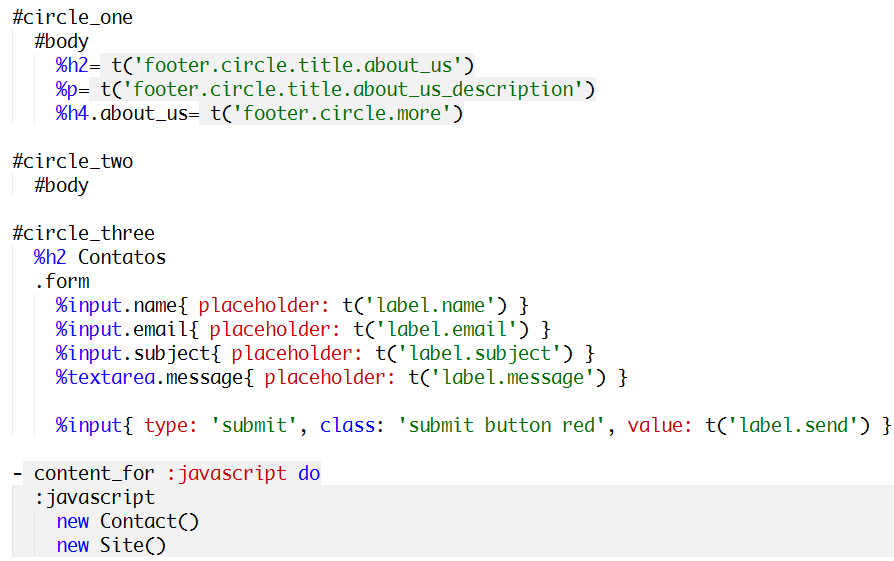 #circle_one
  #body
    %h2= t('footer.circle.title.about_us')
    %p= t('footer.circle.title.about_us_description')
    %h4.about_us= t('footer.circle.more')

#circle_two
  #body

#circle_three
  %h2 Contatos
  .form
    %input.name{ placeholder: t('label.name') }
    %input.email{ placeholder: t('label.email') }
    %input.subject{ placeholder: t('label.subject') }
    %textarea.message{ placeholder: t('label.message') }

    %input{ type: 'submit', class: 'submit button red', value: t('label.send') }

- content_for :javascript do
  :javascript
    new Contact()
    new Site()